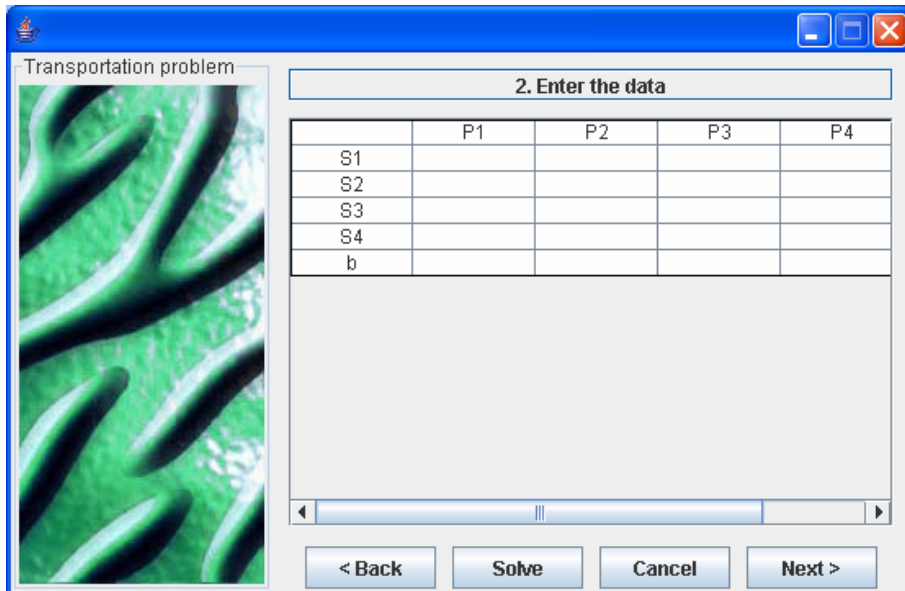 Transportation problem
2. Enter the data
P1 P2 P3 P4
S1
S2
S3
S4
b
< Back Solve Cancel Next >